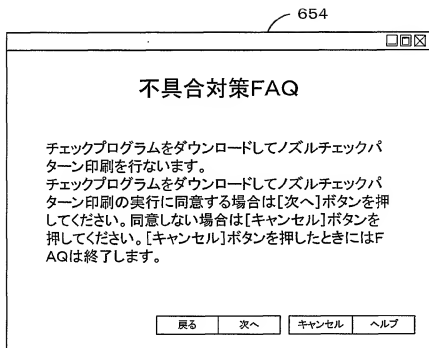 654
不具合対策FAQ
チェックプログラムをダウンロードしてノズルチェックパ
ターン印刷を行ないます。
チェックプログラムをダウンロードしてノズルチェックパ
ターン印刷の実行に同意する場合は[次へ]ボタンを押
してください。同意しない場合は[キャンセル]ボタンを
押してください。[キャンセル]ボタンを押したときにはF
AQは終了します。
戻る 次へ キャンセル ヘルプ